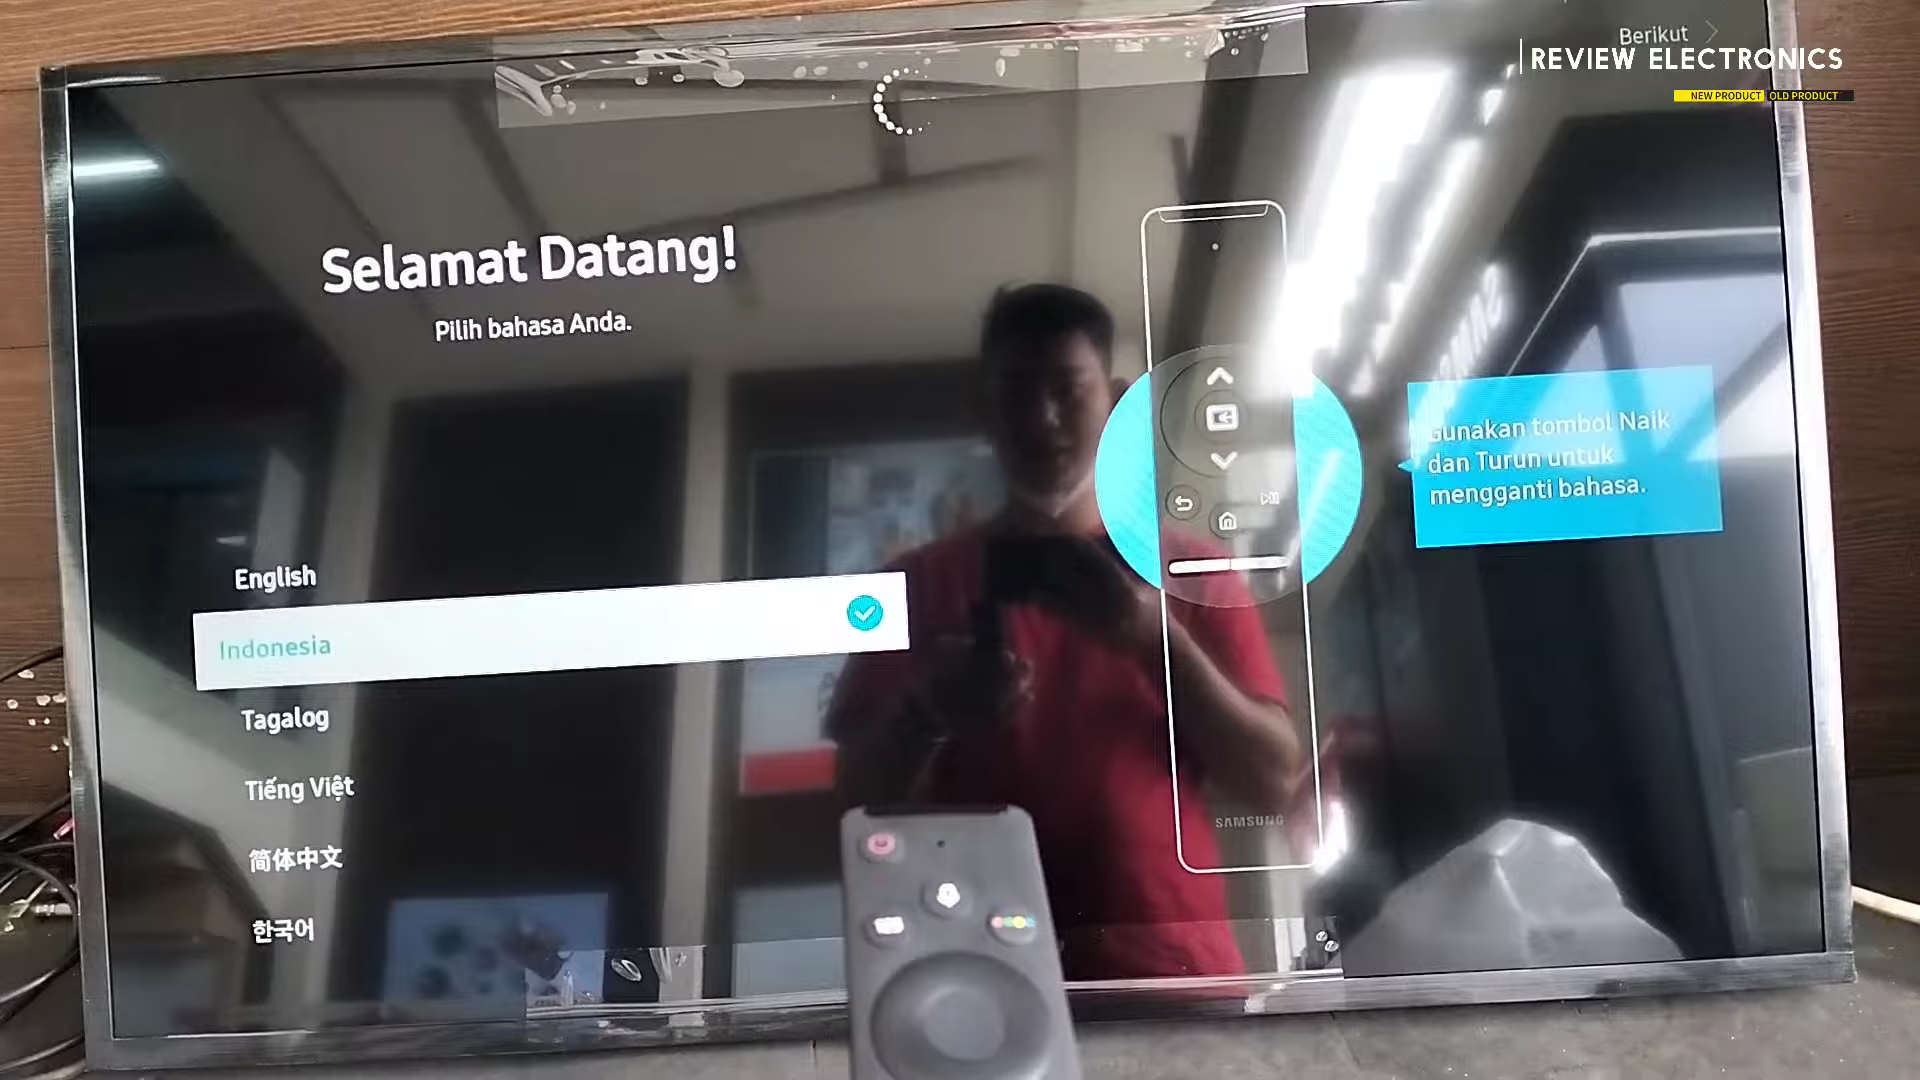 Berikut
REVIEW ELECTRONICS
NEW PRODUCT OLD PRODUCT
Selamat Datang!
Pilih bahasa Anda.
English
Indonesia
Tagalog
Tiếng Việt
简体中文
한국어
Gunakan tombol Naik
dan Turun untuk
mengganti bahasa.
SAMSUNG